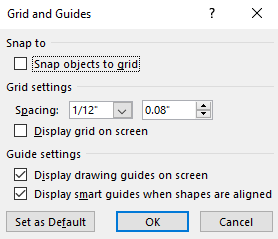 Grid and Guides ? ×
Snap to
Snap objects to grid
Grid settings
Spacing: 1/12" 0.08"
Display grid on screen
Guide settings
Display drawing guides on screen
Display smart guides when shapes are aligned
Set as Default OK Cancel